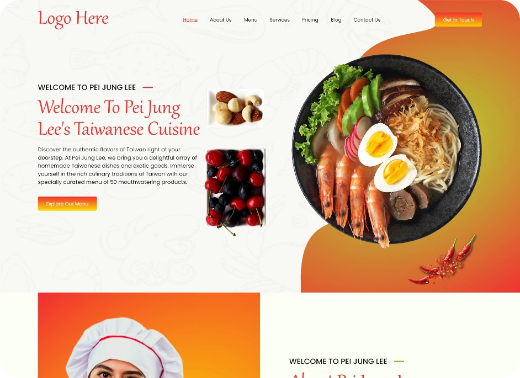 Logo Here
Home About Us Menu Services Pricing Blog Contact Us
Get In Touch
WELCOME TO PEI JUNG LEE
Welcome To Pei Jung
Lee's Taiwanese Cuisine
Discover the authentic flavors of Taiwan right at your
doorstep. At Pei Jung Lee, we bring you a delightful array of
homemade Taiwanese dishes and exotic goods. Immerse
yourself in the rich culinary traditions of Taiwan with our
specially curated menu of 50 mouthwatering products.
Explore Our Menu
WELCOME TO PEI JUNG LEE